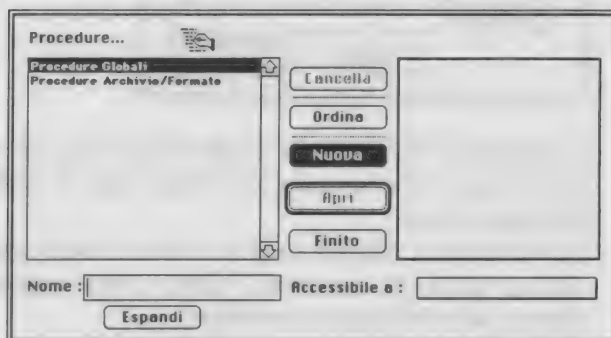 Procedure...
Procedure Globali
Procedure Archivio/Formato
Cancella
Ordina
Nuova
Apri
Finito
Nome :
Accessibile a :
Espandi